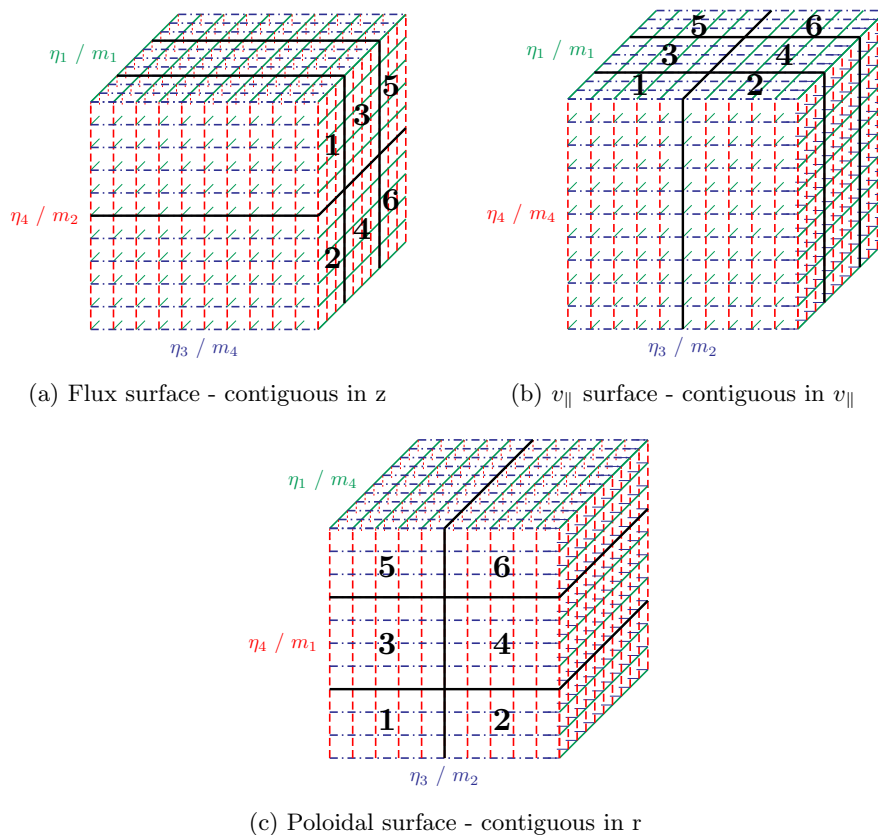 η₁ / m₁
1
3
5
η₄ / m₂
2
4
6
η₃ / m₄
(a) Flux surface - contiguous in z
η₁ / m₁
5
6
3
4
1
2
η₄ / m₄
η₃ / m₂
(b) v∥ surface - contiguous in v∥
η₁ / m₄
5
6
η₄ / m₁
3
4
1
2
η₃ / m₂
(c) Poloidal surface - contiguous in r